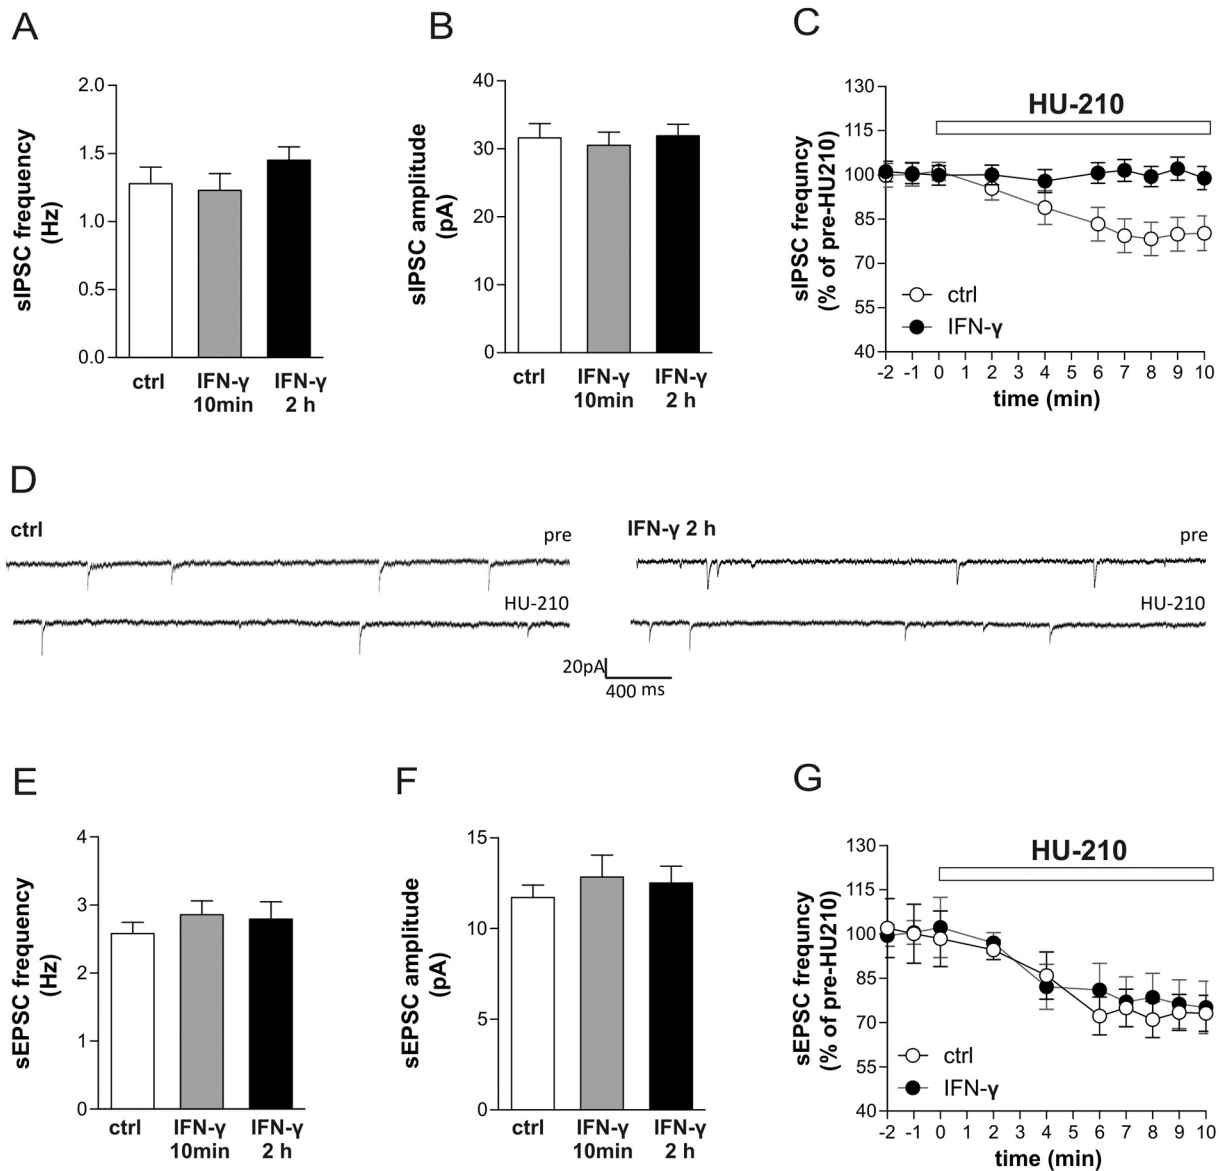 A
sIPSC frequency
(Hz)
2.0
1.5
1.0
0.5
0.0
ctrl
IFN-γ
10min
IFN-γ
2 h
B
sIPSC amplitude
(pA)
40
30
20
10
0
ctrl
IFN-γ
10min
IFN-γ
2 h
C
sIPSC frequncy
(% of pre-HU210)
130
115
100
85
70
55
40
HU-210
ctrl
IFN-γ
-2 -1 0 1 2 3 4 6 7 8 9 10
time (min)
D
ctrl
pre
HU-210
IFN-γ 2 h
pre
HU-210
20pA
400 ms
E
sEPSC frequency
(Hz)
4
3
2
1
0
ctrl
IFN-γ
10min
IFN-γ
2 h
F
sEPSC amplitude
(pA)
15
10
5
0
ctrl
IFN-γ
10min
IFN-γ
2 h
G
sEPSC frequncy
(% of pre-HU210)
130
115
100
85
70
55
40
HU-210
ctrl
IFN-γ
-2 -1 0 1 2 3 4 6 7 8 9 10
time (min)